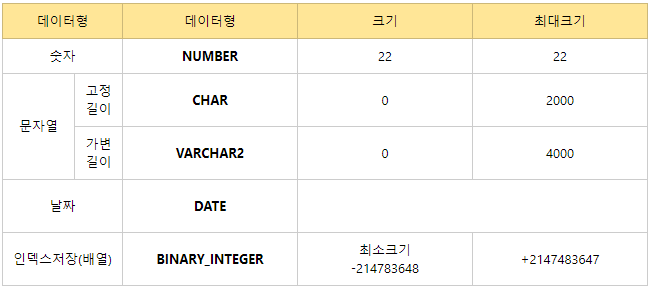 데이터형 데이터형 크기 최대크기
숫자 NUMBER 22 22
문자열
고정
길이
CHAR 0 2000
가변
길이
VARCHAR2 0 4000
날짜 DATE
인덱스저장(배열) BINARY_INTEGER
최소크기
-214783648
+2147483647